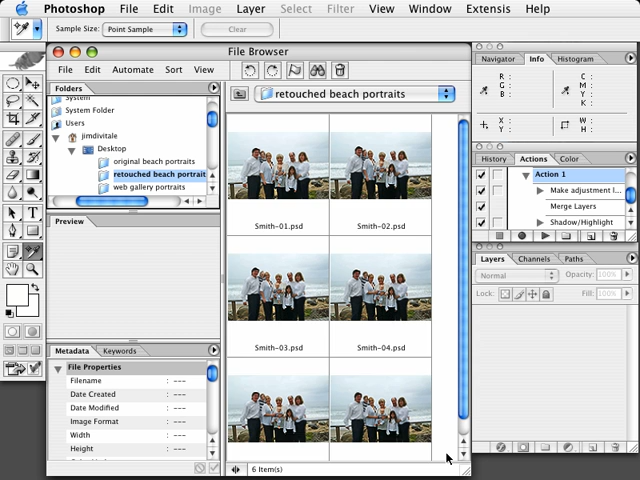 Photoshop File Edit Image Layer Select Filter View Window Extensis Help
Sample Size: Point Sample Clear
File Browser
File Edit Automate Sort View
Folders
System
System Folder
Users
jimdivitale
Desktop
original beach portraits
retouched beach portrait
web gallery portraits
Preview
Metadata Keywords
File Properties
Filename : ---
Date Created : ---
Date Modified : ---
Image Format : ---
Width : ---
Height : ---
retouched beach portraits
Smith-01.psd Smith-02.psd
Smith-03.psd Smith-04.psd
6 Item(s)
Navigator Info Histogram
R : C :
G : M :
B : Y :
K :
X : W :
Y : H :
History Actions Color
Action 1
Make adjustment l...
Merge Layers
Shadow/Highlight
Layers Channels Paths
Normal Opacity: 100%
Lock: Fill: 100%